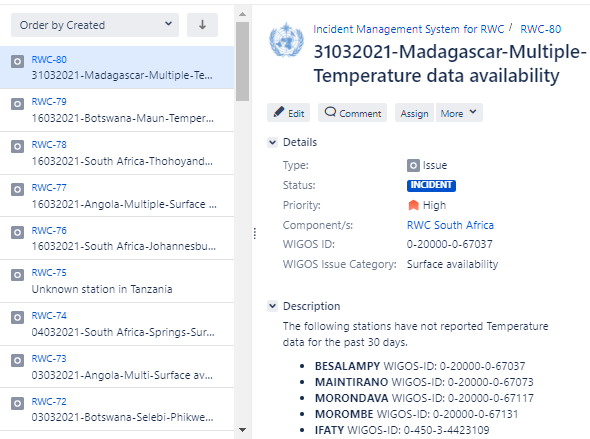 Order by Created
RWC-80
31032021-Madagascar-Multiple-Te...
RWC-79
16032021-Botswana-Maun-Temper...
RWC-78
16032021-South Africa-Thohoyand...
RWC-77
16032021-Angola-Multiple-Surface ...
RWC-76
16032021-South Africa-Johannesbu...
RWC-75
Unknown station in Tanzania
RWC-74
04032021-South Africa-Springs-Sur...
RWC-73
03032021-Angola-Multi-Surface av...
RWC-72
03032021-Botswana-Selebi-Phikwe...
Incident Management System for RWC / RWC-80
31032021-Madagascar-Multiple-
Temperature data availability
Edit Comment Assign More
Details
Type: Issue
Status: INCIDENT
Priority: High
Component/s: RWC South Africa
WIGOS ID: 0-20000-0-67037
WIGOS Issue Category: Surface availability
Description
The following stations have not reported Temperature
data for the past 30 days.
• BESALAMPY WIGOS-ID: 0-20000-0-67037
• MAINTIRANO WIGOS-ID: 0-20000-0-67073
• MORONDAVA WIGOS-ID: 0-20000-0-67117
• MOROMBE WIGOS-ID: 0-20000-0-67131
• IFATY WIGOS-ID: 0-450-3-4423109